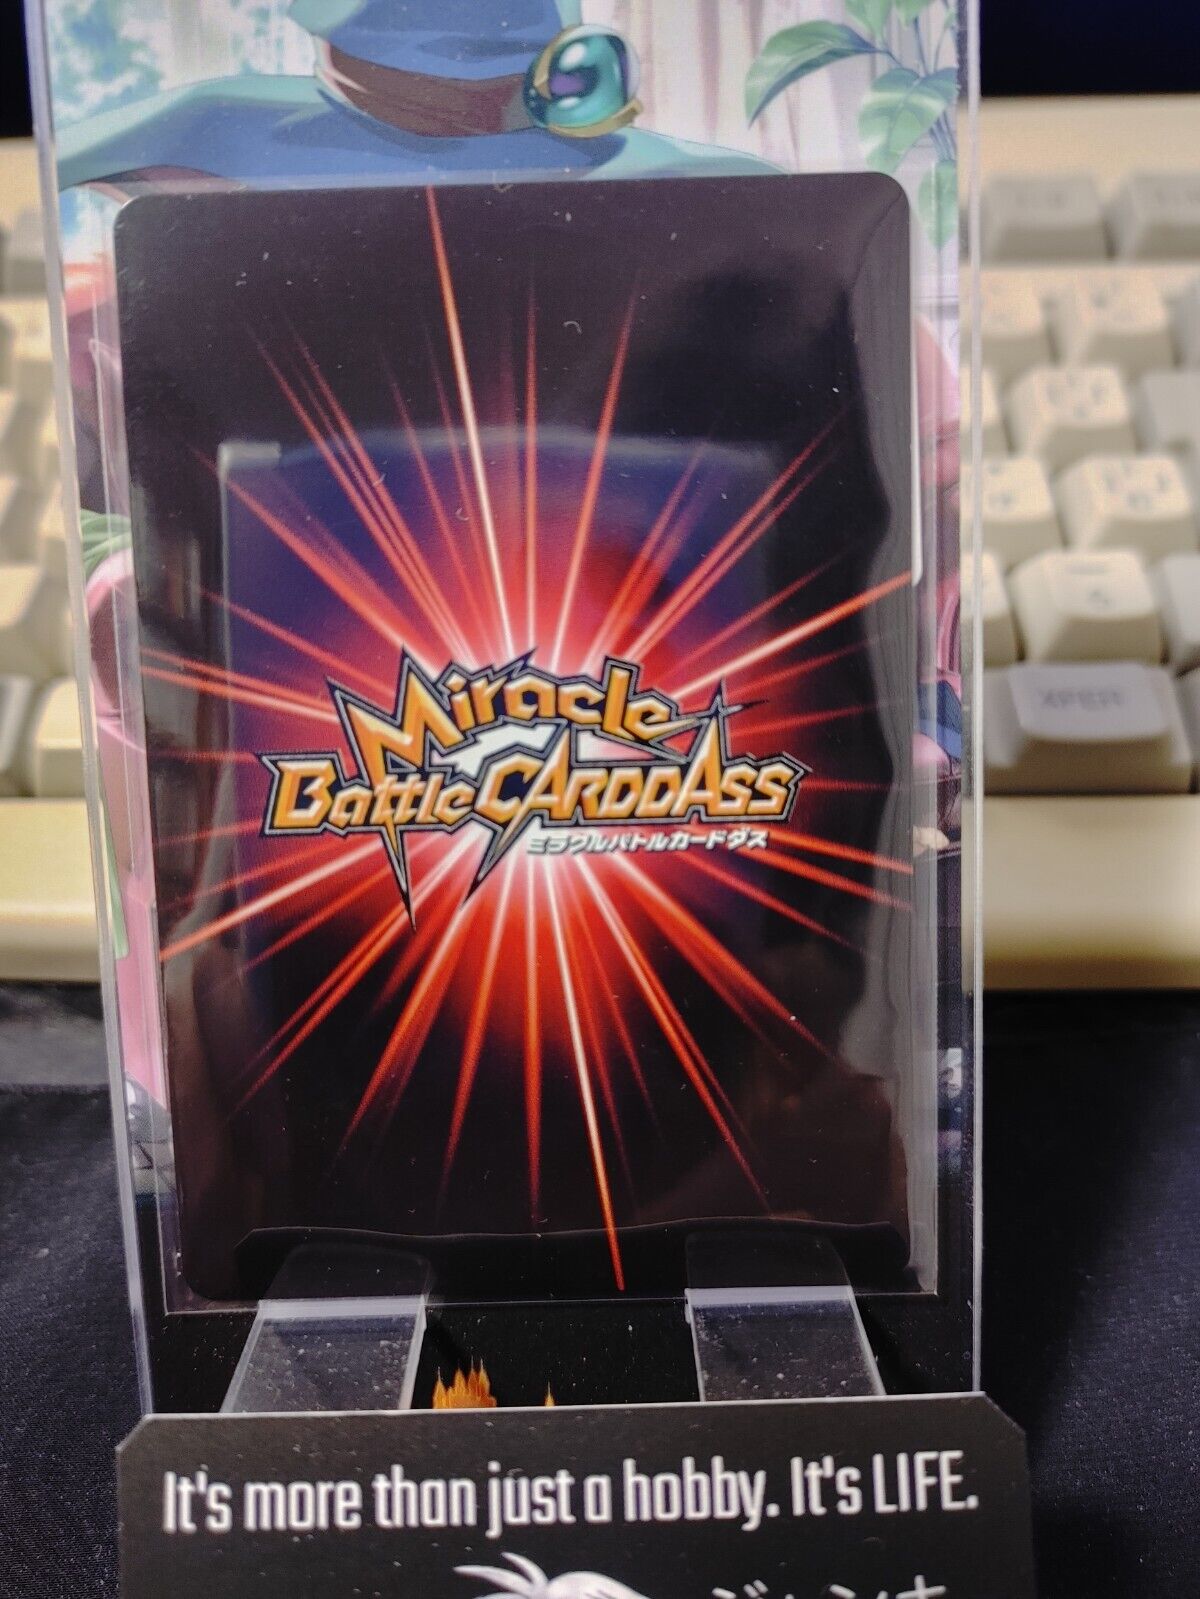 Miracle
Battle CARDDASS
ミラクルバトルカードダス
XFER
It's more than just a hobby. It's LIFE.